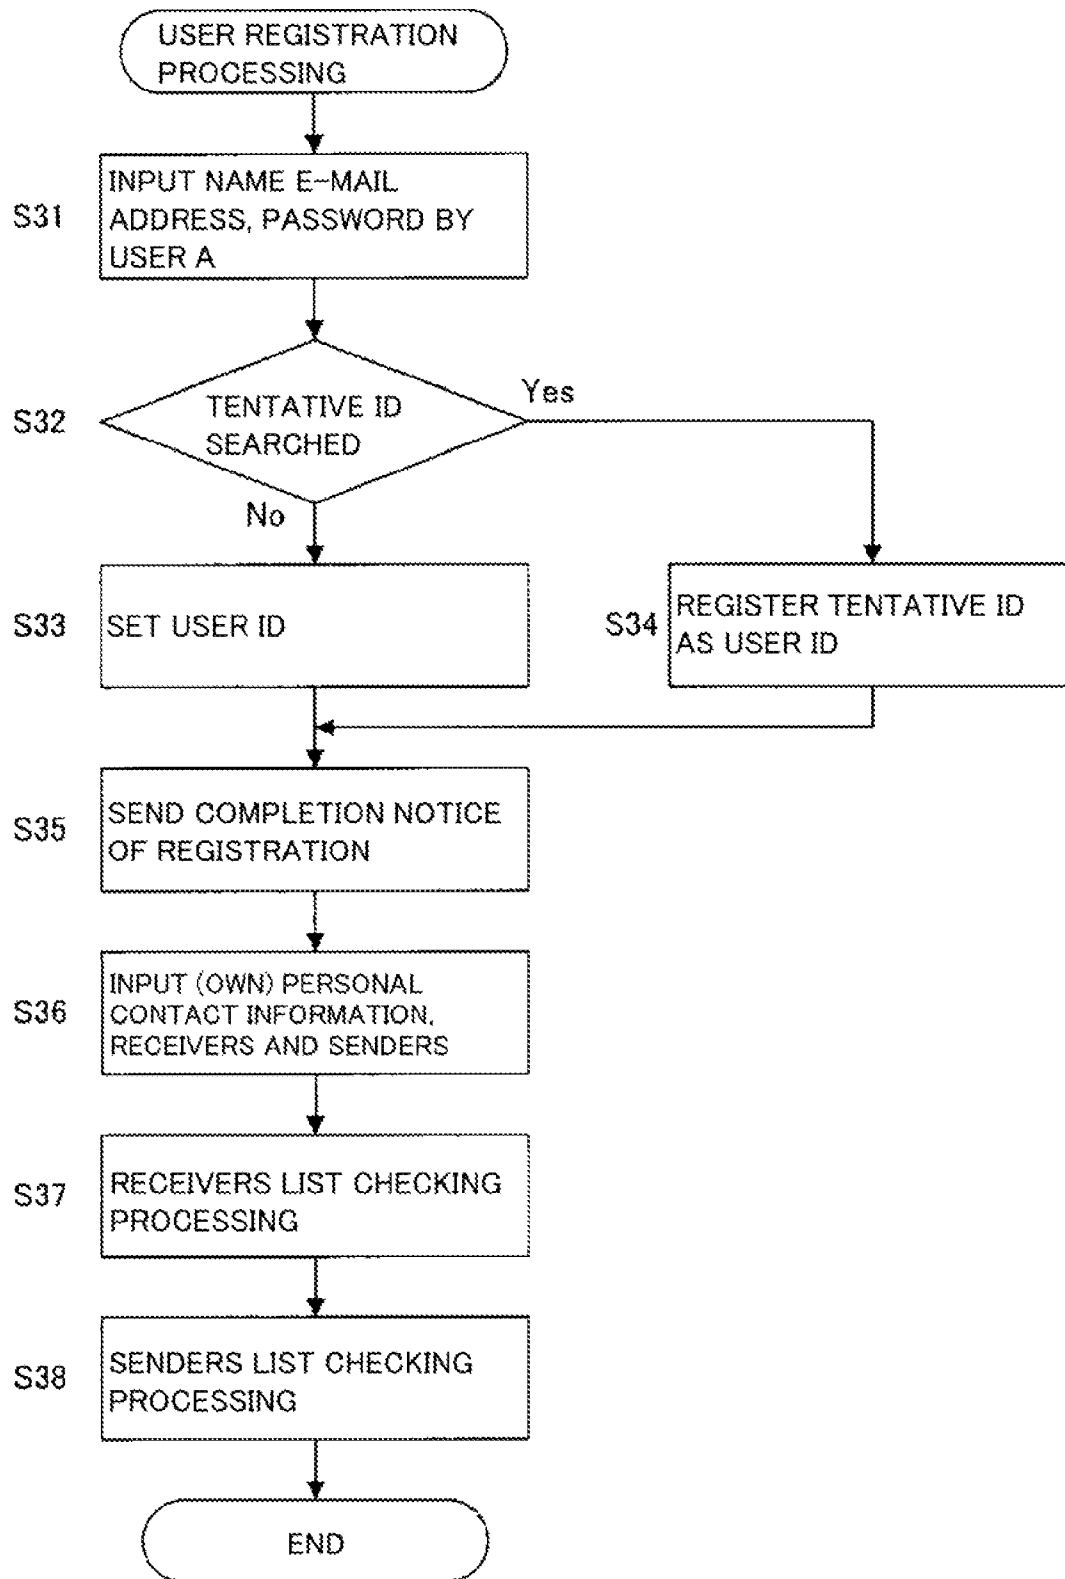 USER REGISTRATION
PROCESSING
S31
INPUT NAME E-MAIL
ADDRESS, PASSWORD BY
USER A
S32
TENTATIVE ID
SEARCHED
Yes
No
S33
SET USER ID
S34
REGISTER TENTATIVE ID
AS USER ID
S35
SEND COMPLETION NOTICE
OF REGISTRATION
S36
INPUT (OWN) PERSONAL
CONTACT INFORMATION,
RECEIVERS AND SENDERS
S37
RECEIVERS LIST CHECKING
PROCESSING
S38
SENDERS LIST CHECKING
PROCESSING
END